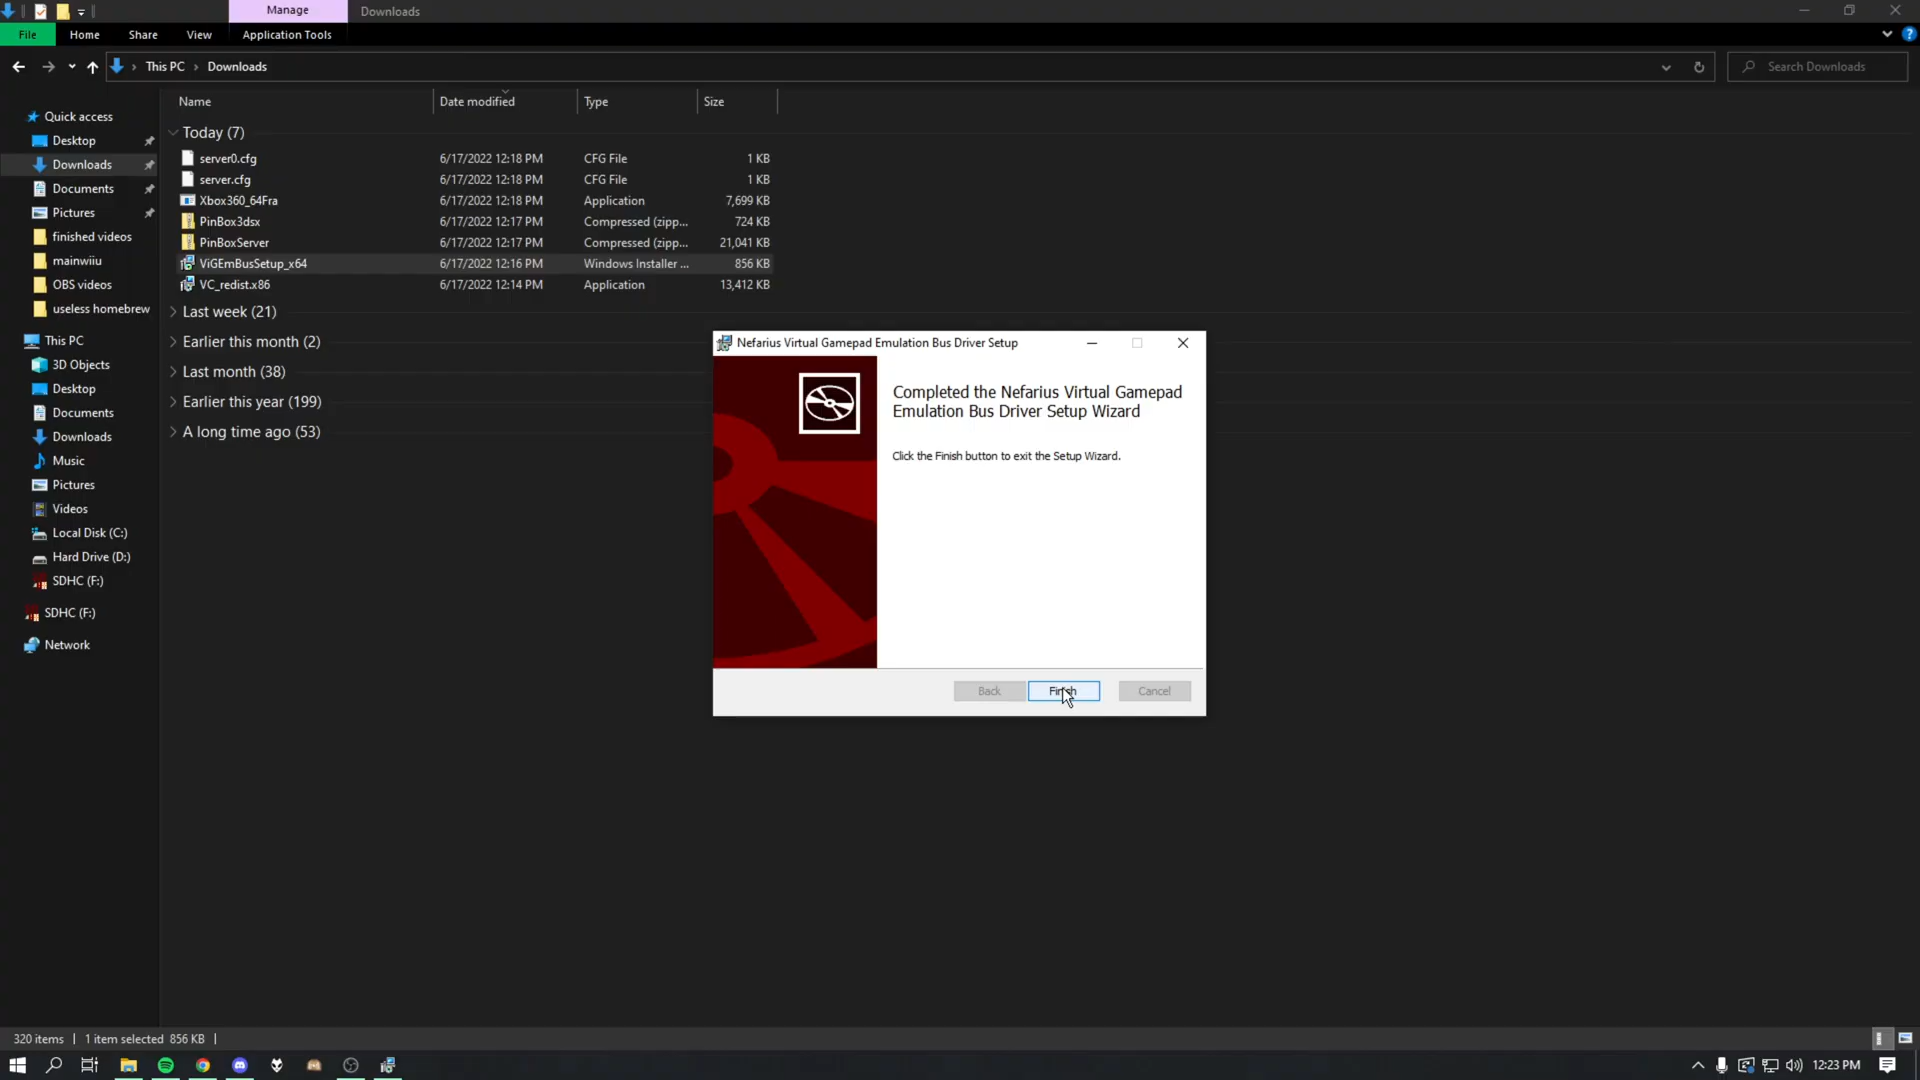 Manage
Downloads
File
Home
Share
View
Application Tools
This PC
Downloads
Search Downloads
Name
Date modified
Type
Size
Quick access
Desktop
Downloads
Documents
Pictures
finished videos
mainwiiu
OBS videos
useless homebrew
This PC
3D Objects
Desktop
Documents
Downloads
Music
Pictures
Videos
Local Disk (C:)
Hard Drive (D:)
SDHC (F:)
SDHC (F:)
Network
Today (7)
server0.cfg 6/17/2022 12:18 PM CFG File 1 KB
server.cfg 6/17/2022 12:18 PM CFG File 1 KB
Xbox360_64Fra 6/17/2022 12:18 PM Application 7,699 KB
PinBox3dsx 6/17/2022 12:17 PM Compressed (zipp... 724 KB
PinBoxServer 6/17/2022 12:17 PM Compressed (zipp... 21,041 KB
ViGEmBusSetup_x64 6/17/2022 12:16 PM Windows Installer ... 856 KB
VC_redist.x86 6/17/2022 12:14 PM Application 13,412 KB
Last week (21)
Earlier this month (2)
Last month (38)
Earlier this year (199)
A long time ago (53)
Nefarius Virtual Gamepad Emulation Bus Driver Setup
Completed the Nefarius Virtual Gamepad
Emulation Bus Driver Setup Wizard
Click the Finish button to exit the Setup Wizard.
Back
Finish
Cancel
320 items
1 item selected 856 KB
12:23 PM